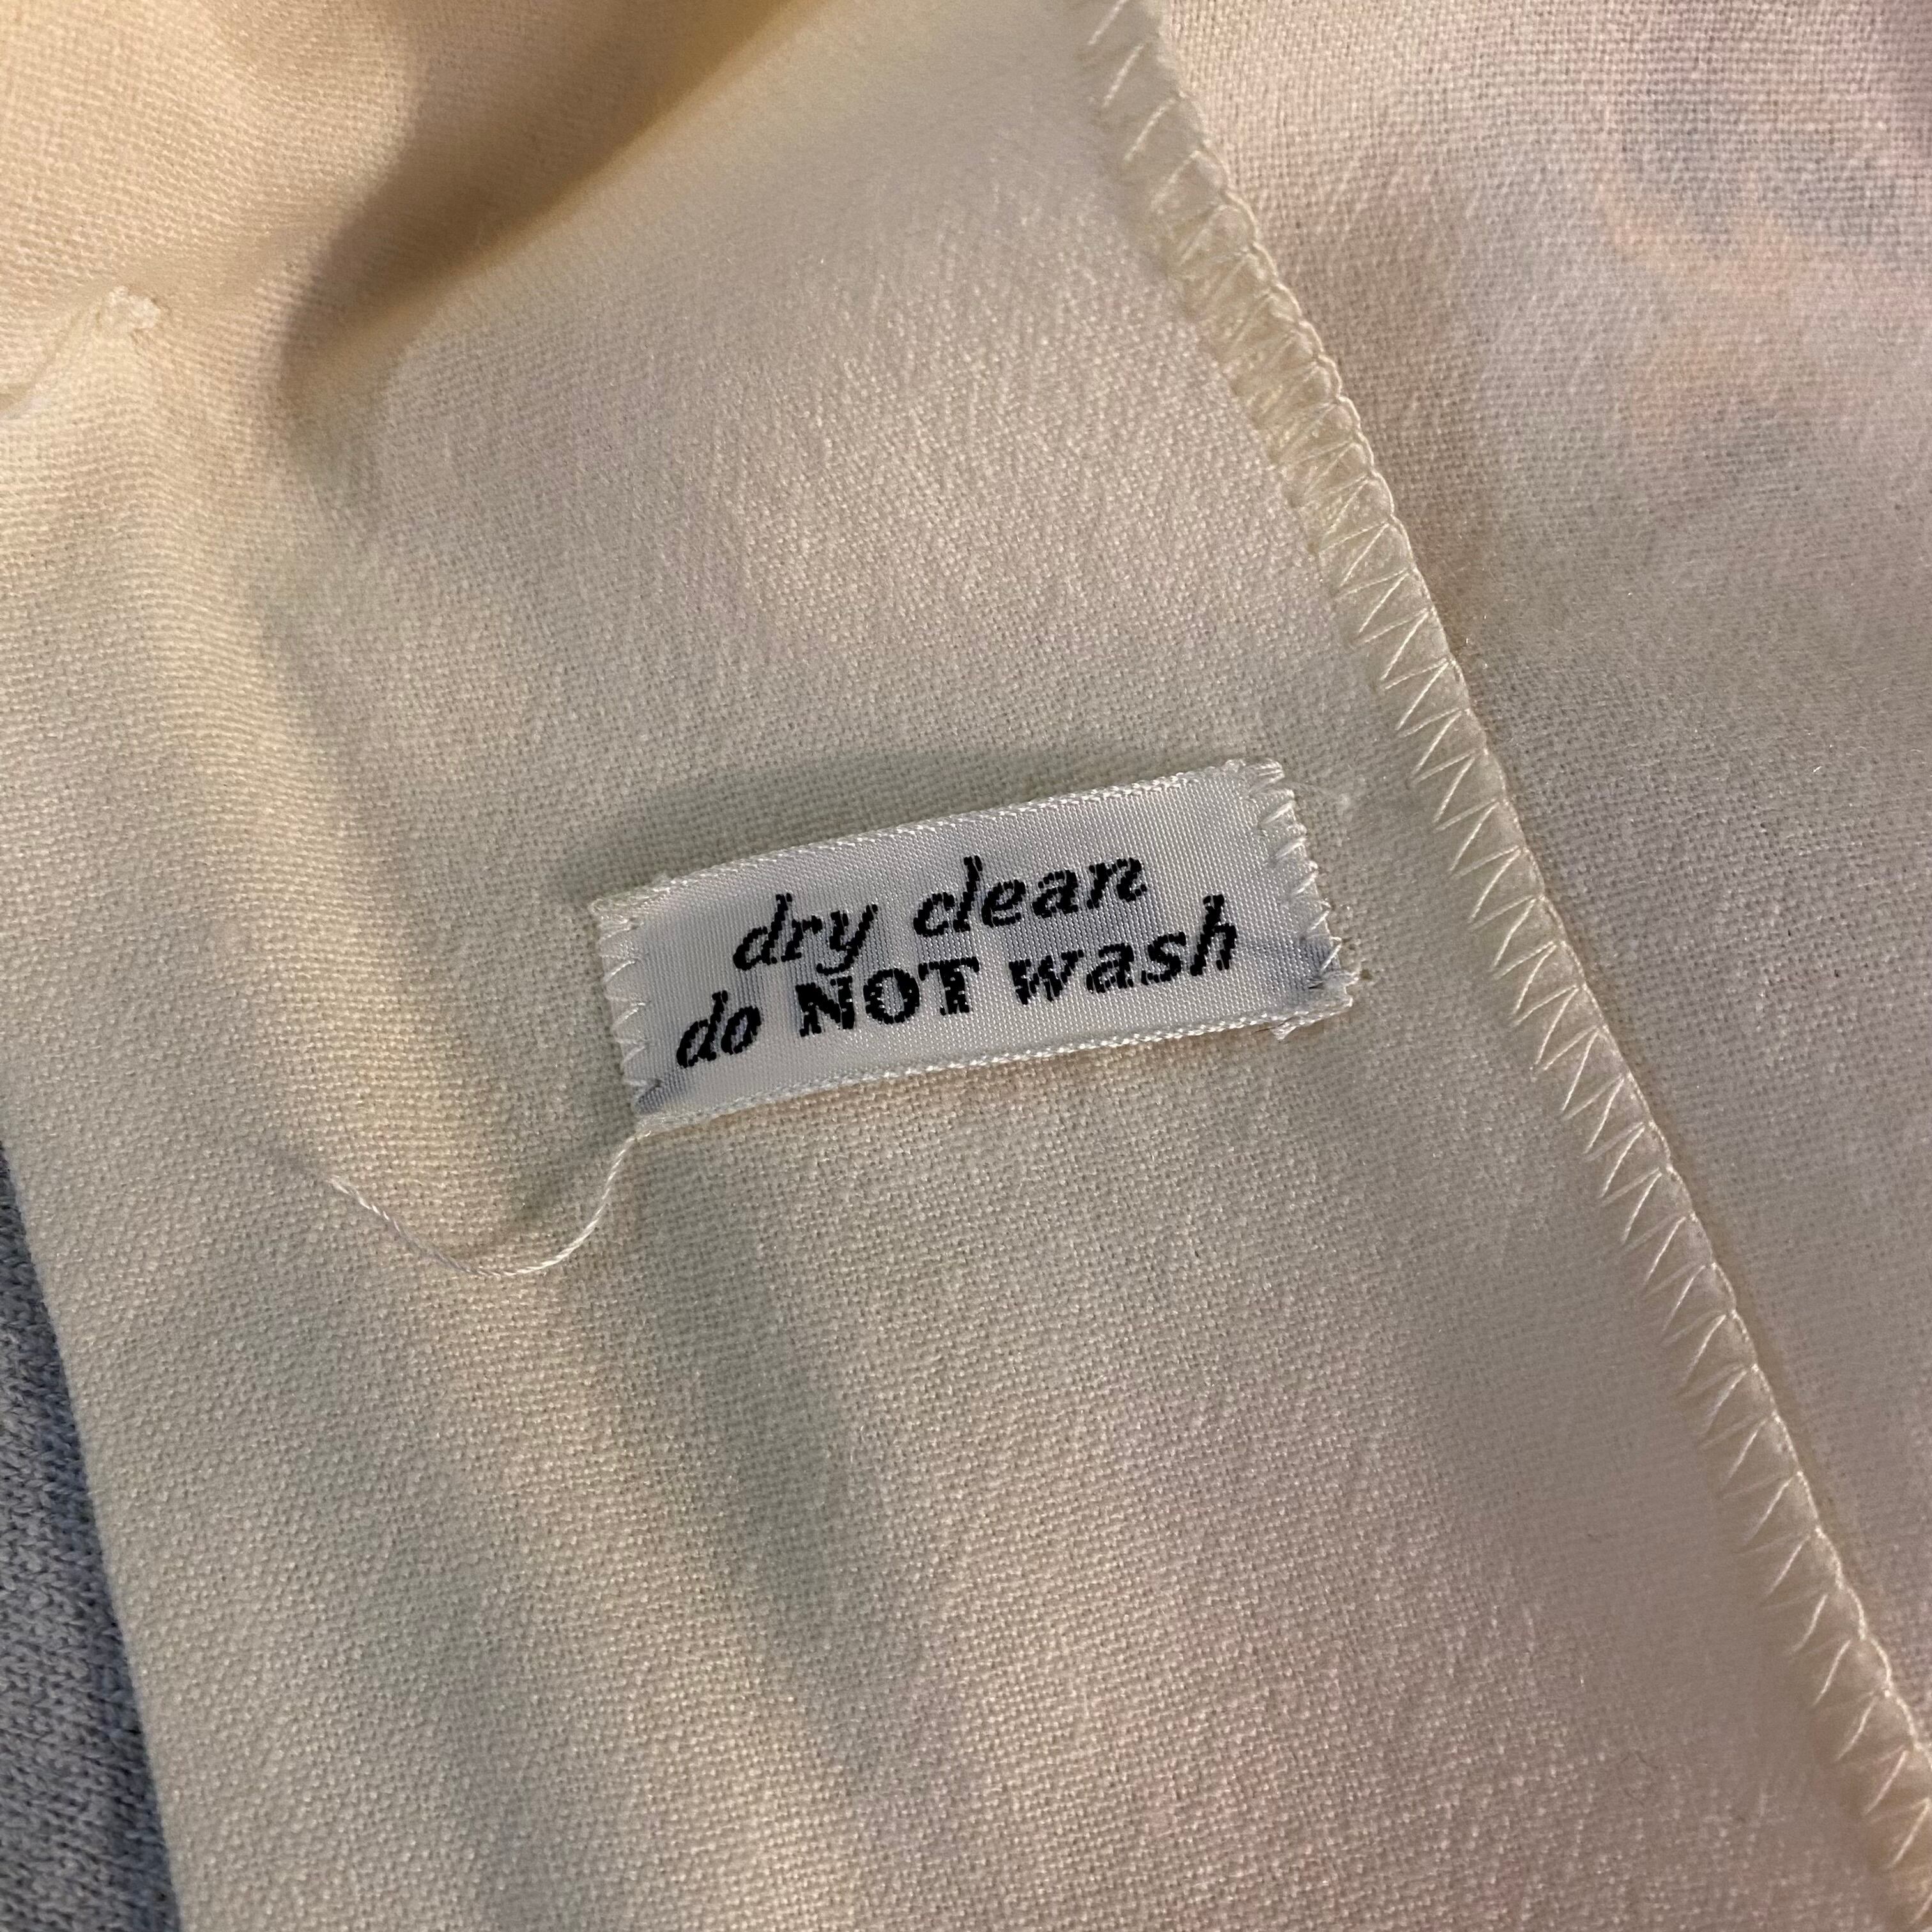 dry clean
do NOT wash